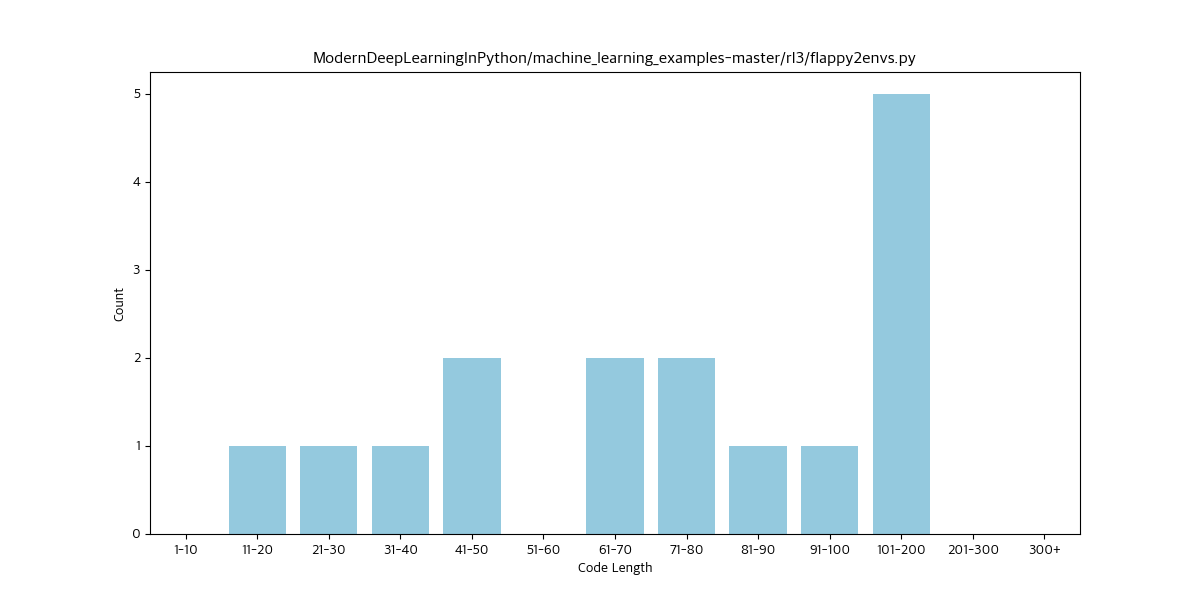 ModernDeepLearningInPython/machine_learning_examples-master/rl3/flappy2envs.py
5
4
3
2
1
0
Count
1-10 11-20 21-30 31-40 41-50 51-60 61-70 71-80 81-90 91-100 101-200 201-300 300+
Code Length